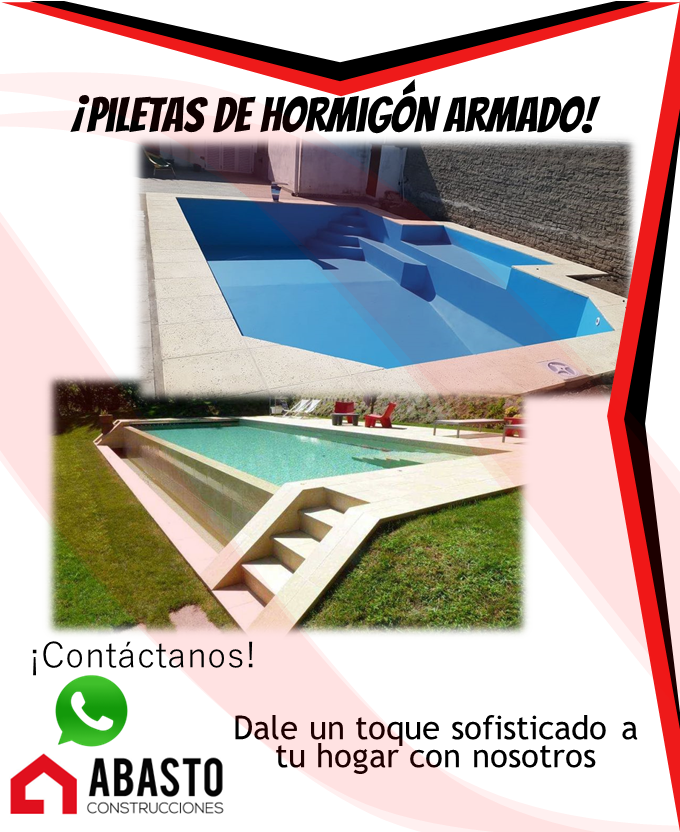 ¡PILETAS DE HORMIGÓN ARMADO!
¡Contáctanos!
Dale un toque sofisticado a
tu hogar con nosotros
ABASTO
CONSTRUCCIONES